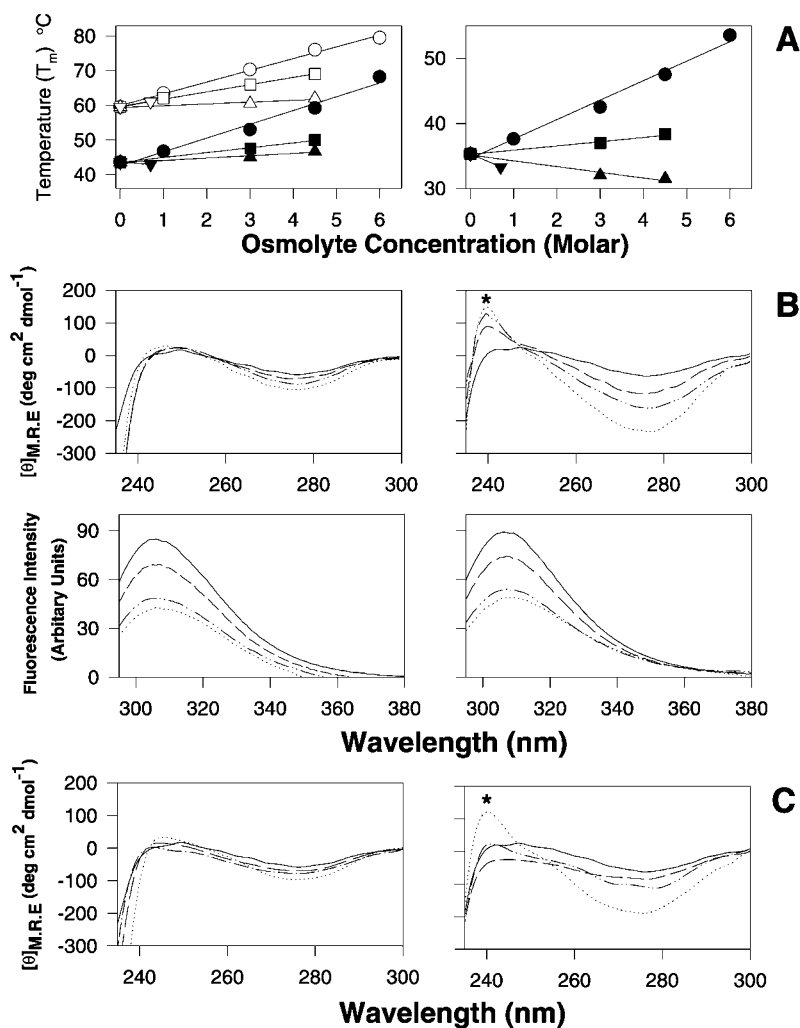 A
Temperature (Tm) °C
80
70
60
50
40
0 1 2 3 4 5 6
50
40
30
0 1 2 3 4 5 6
Osmolyte Concentration (Molar)
B
[θ]M.R.E (deg cm² dmol⁻¹)
200
100
0
-100
-200
-300
240 260 280 300
*
240 260 280 300
Fluorescence Intensity
(Arbitary Units)
90
60
30
0
300 320 340 360 380
300 320 340 360 380
Wavelength (nm)
C
[θ]M.R.E (deg cm² dmol⁻¹)
200
100
0
-100
-200
-300
240 260 280 300
*
240 260 280 300
Wavelength (nm)